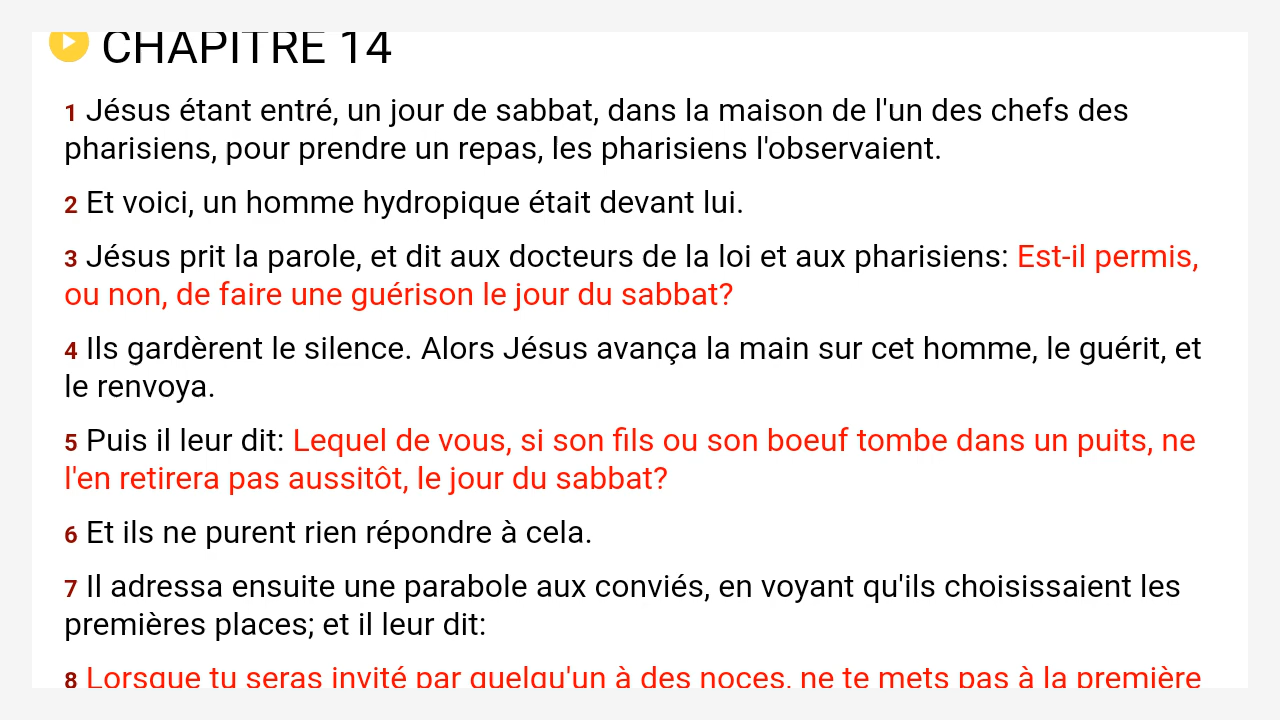 CHAPITRE 14
1 Jésus étant entré, un jour de sabbat, dans la maison de l'un des chefs des
pharisiens, pour prendre un repas, les pharisiens l'observaient.
2 Et voici, un homme hydropique était devant lui.
3 Jésus prit la parole, et dit aux docteurs de la loi et aux pharisiens: Est-il permis,
ou non, de faire une guérison le jour du sabbat?
4 Ils gardèrent le silence. Alors Jésus avança la main sur cet homme, le guérit, et
le renvoya.
5 Puis il leur dit: Lequel de vous, si son fils ou son boeuf tombe dans un puits, ne
l'en retirera pas aussitôt, le jour du sabbat?
6 Et ils ne purent rien répondre à cela.
7 Il adressa ensuite une parabole aux conviés, en voyant qu'ils choisissaient les
premières places; et il leur dit:
8 Lorsque tu seras invité par quelqu'un à des noces, ne te mets pas à la première